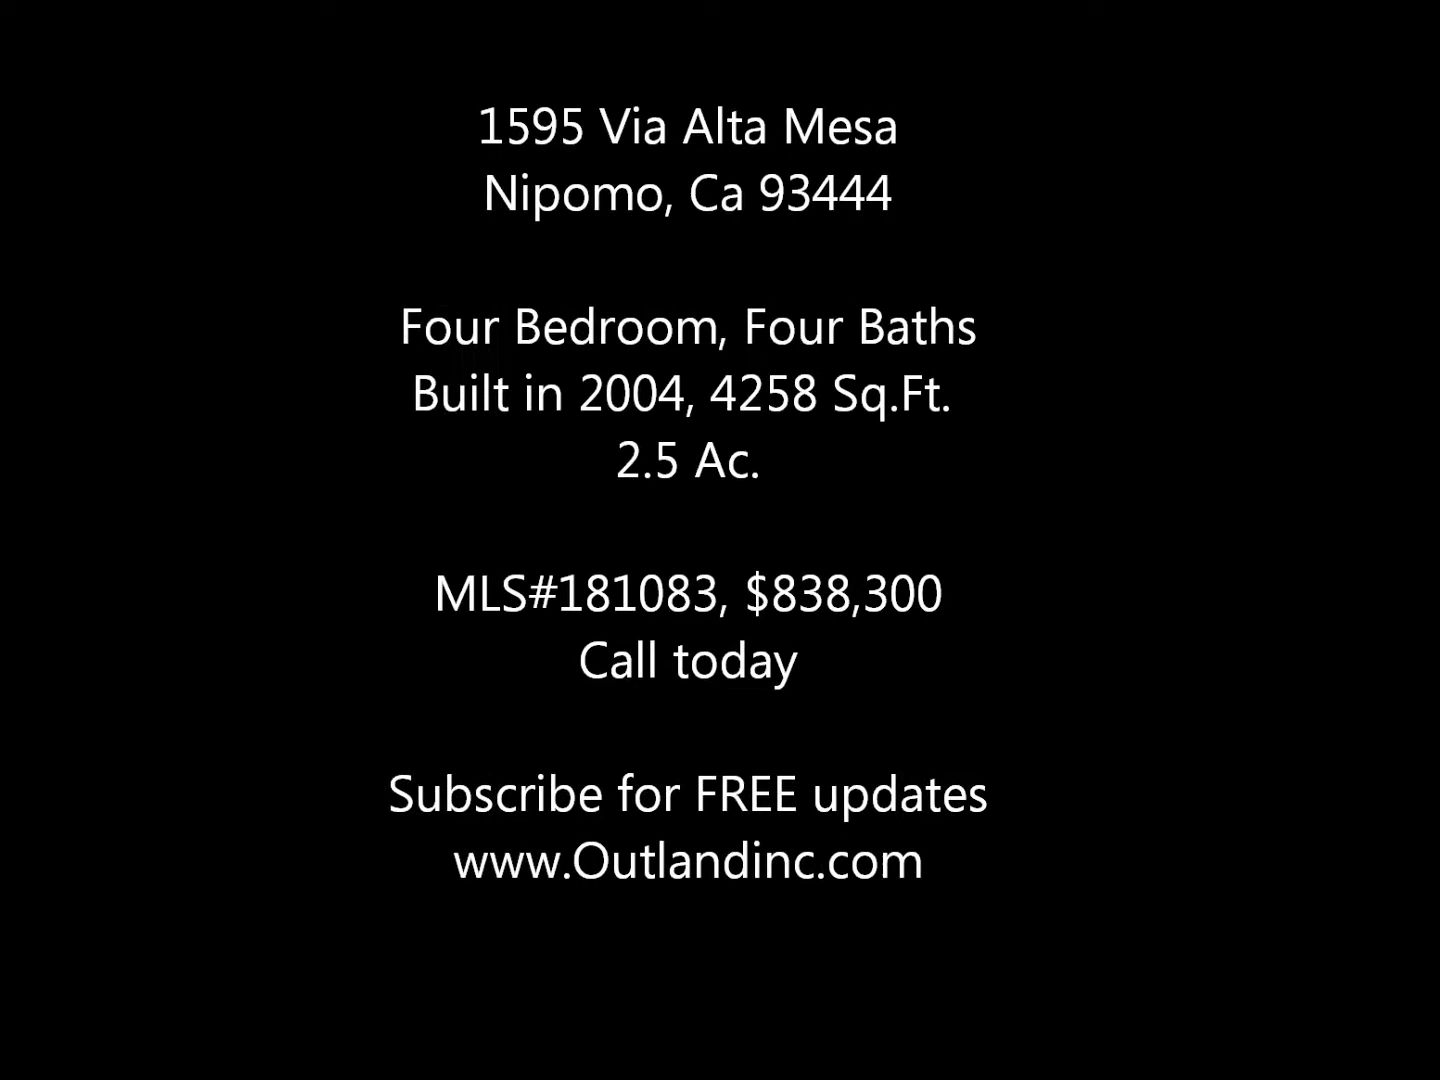 1595 Via Alta Mesa
Nipomo, Ca 93444
Four Bedroom, Four Baths
Built in 2004, 4258 Sq.Ft.
2.5 Ac.
MLS#181083, $838,300
Call today
Subscribe for FREE updates
www.Outlandinc.com